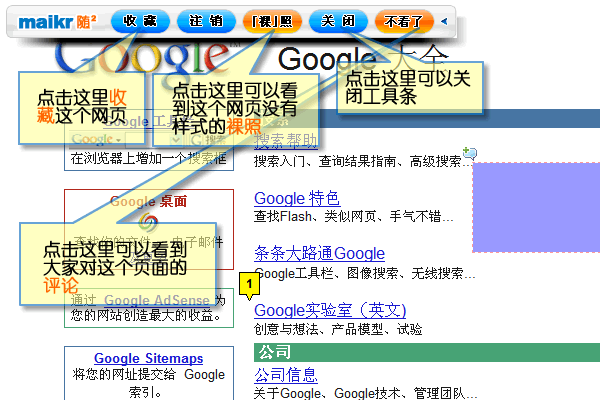 maikr 随²
收 藏
注 销
「裸」照
关 闭
不看了
Google™
Google 大全
点击这里收
藏这个网页
点击这里可以看
到这个网页没有
样式的裸照
点击这里可以关
闭工具条
Google 工具
Google
搜索
在浏览器上增加一个搜索框
搜索帮助
搜索入门、查询结果指南、高级搜索...
Google 桌面
电子邮件
Google 特色
查找Flash、类似网页、手气不错...
点击这里可以看到
大家对这个页面的
评论
条条大路通Google
Google工具栏、图像搜索、无线搜索...
1
通过 Google AdSense 为
您的网站创造最大的收益。
Google实验室（英文)
创意与想法、产品模型、试验
公司
Google Sitemaps
将您的网址提交给 Google
索引。
公司信息
关于Google、Google技术、管理团队...